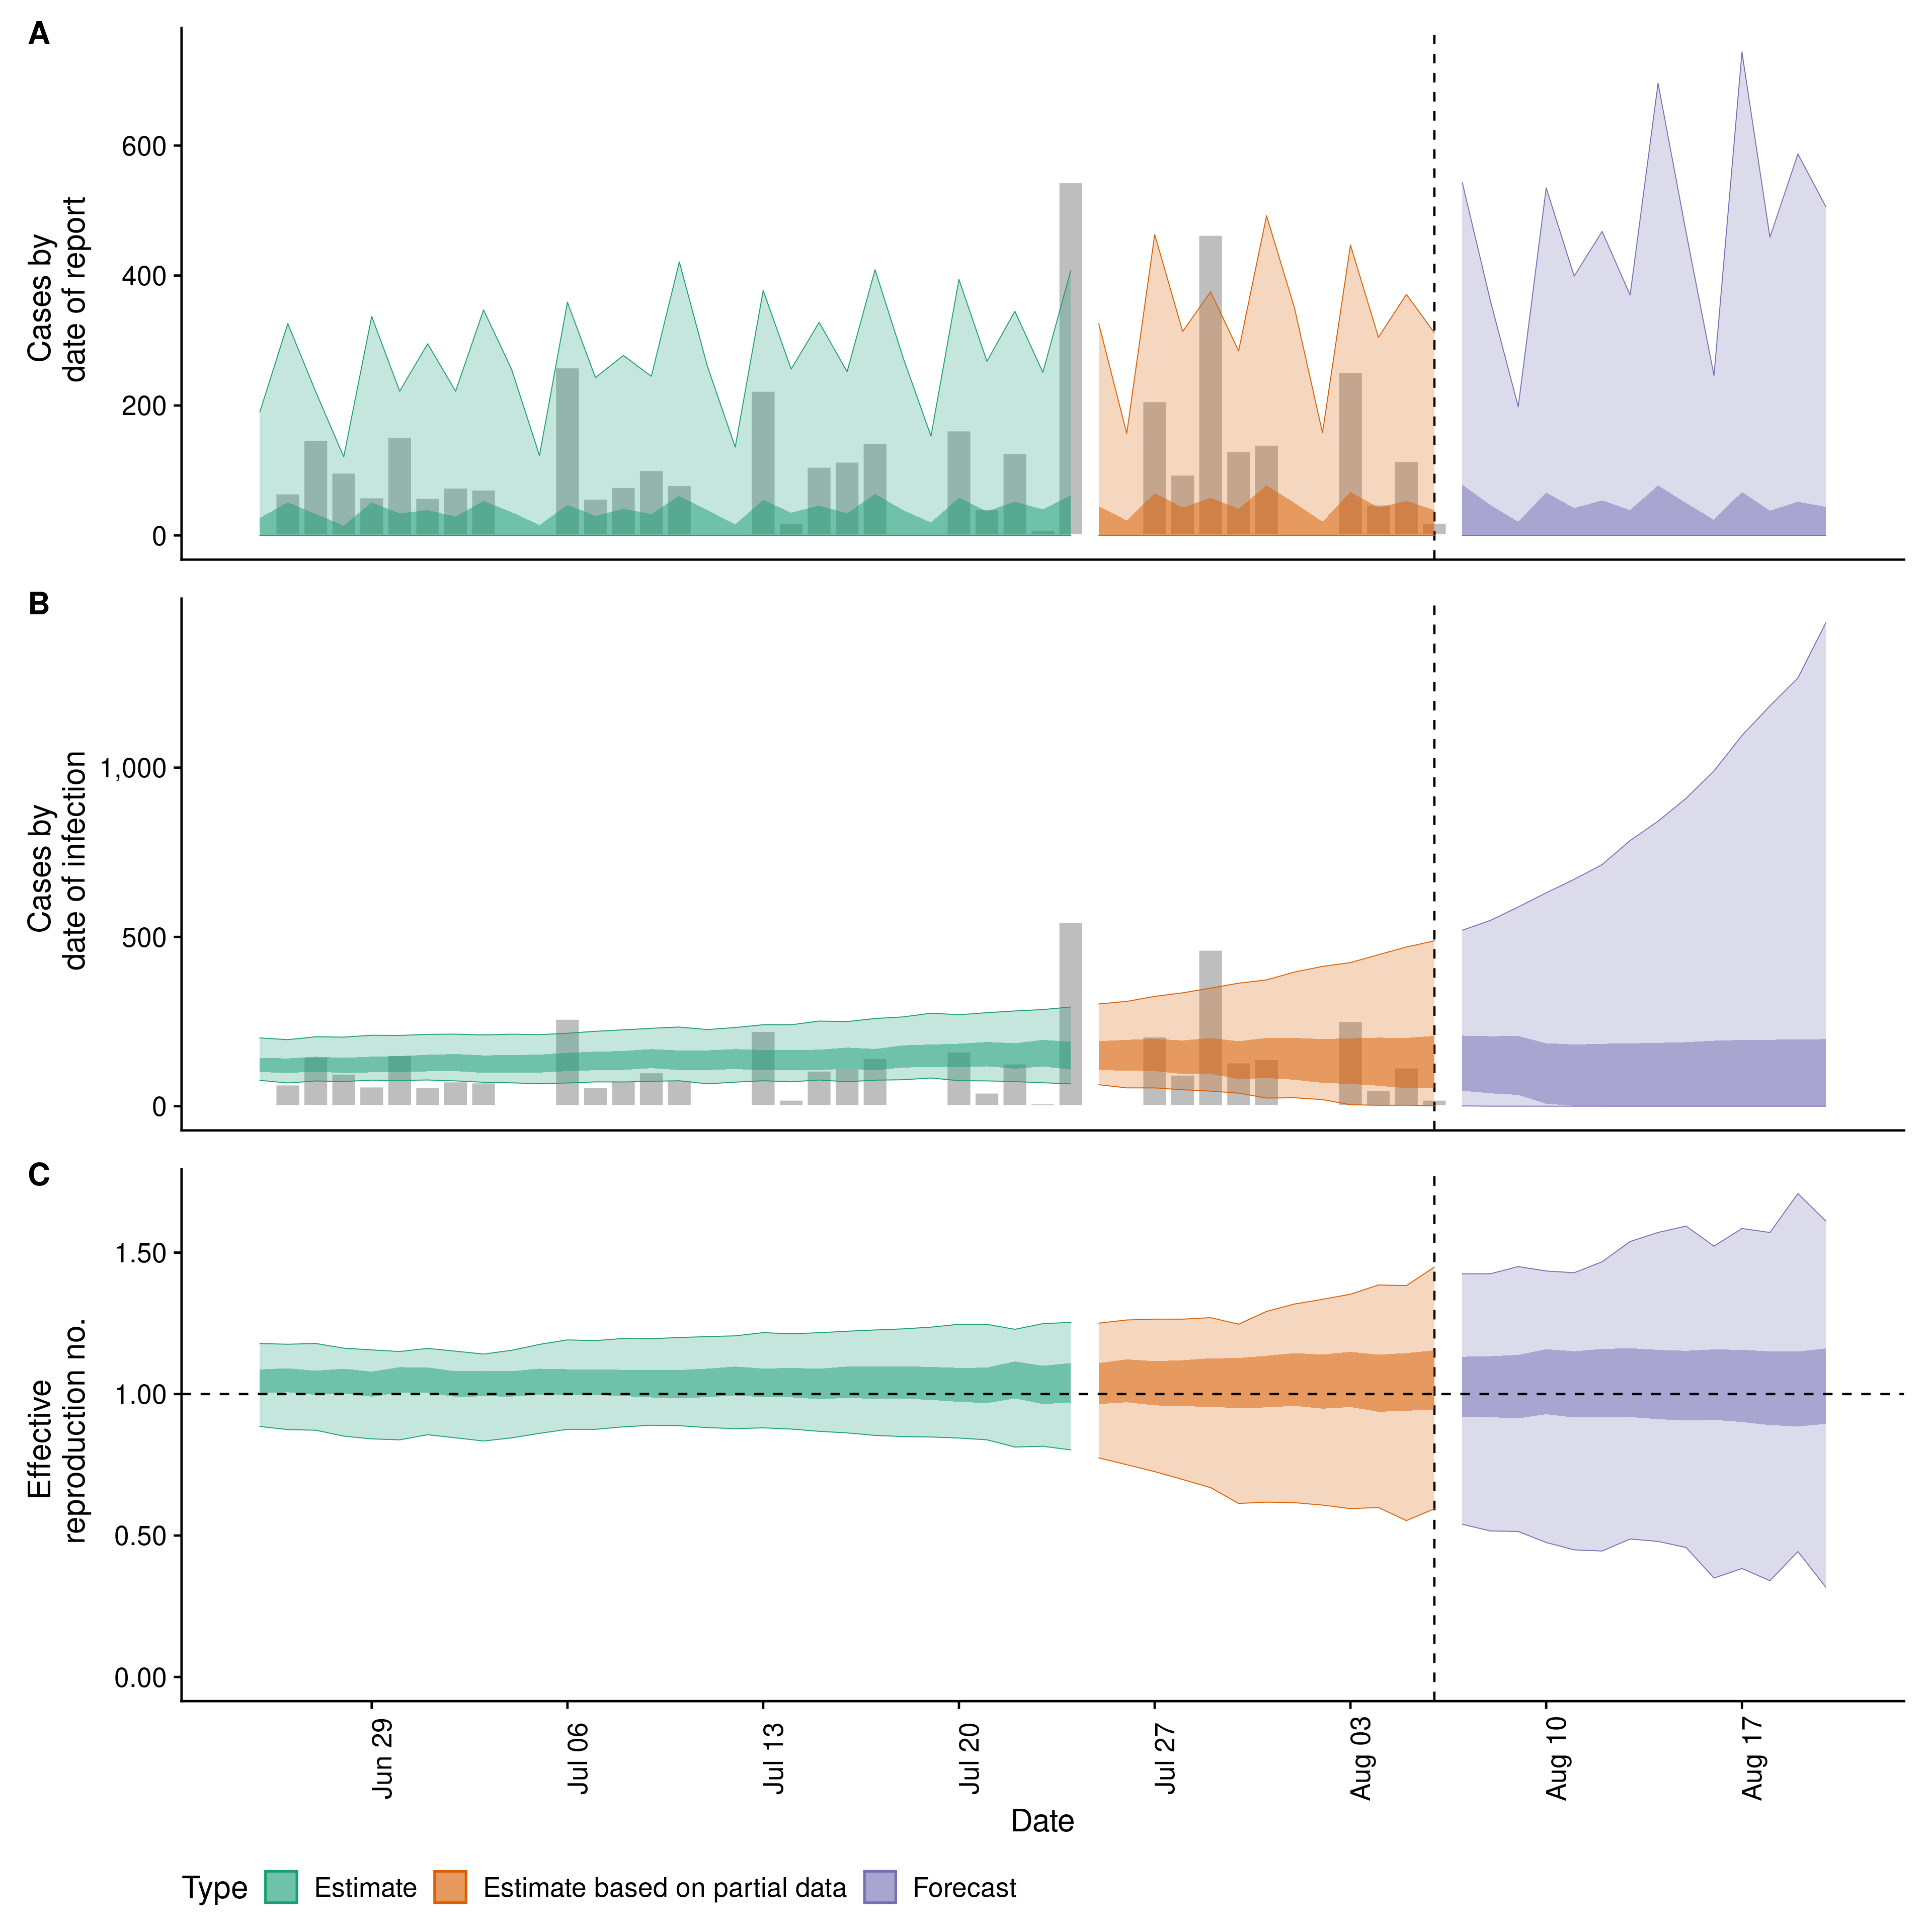 A
Cases by
date of report
600
400
200
0
B
Cases by
date of infection
1,000
500
0
C
Effective
reproduction no.
1.50
1.00
0.50
0.00
Jun 29
Jul 06
Jul 13
Jul 20
Jul 27
Aug 03
Aug 10
Aug 17
Date
Type Estimate Estimate based on partial data Forecast